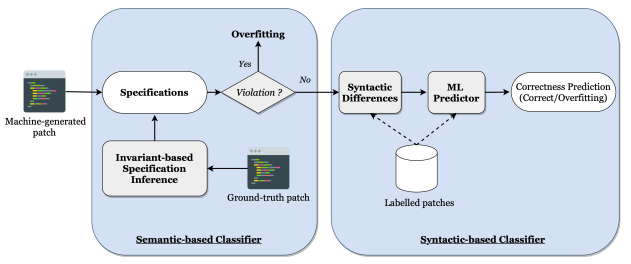 Overfitting
Yes
No
Machine-generated
patch
Specifications
Violation ?
Syntactic
Differences
ML
Predictor
Correctness Prediction
(Correct/Overfitting)
Invariant-based
Specification
Inference
Ground-truth patch
Labelled patches
Semantic-based Classifier
Syntactic-based Classifier